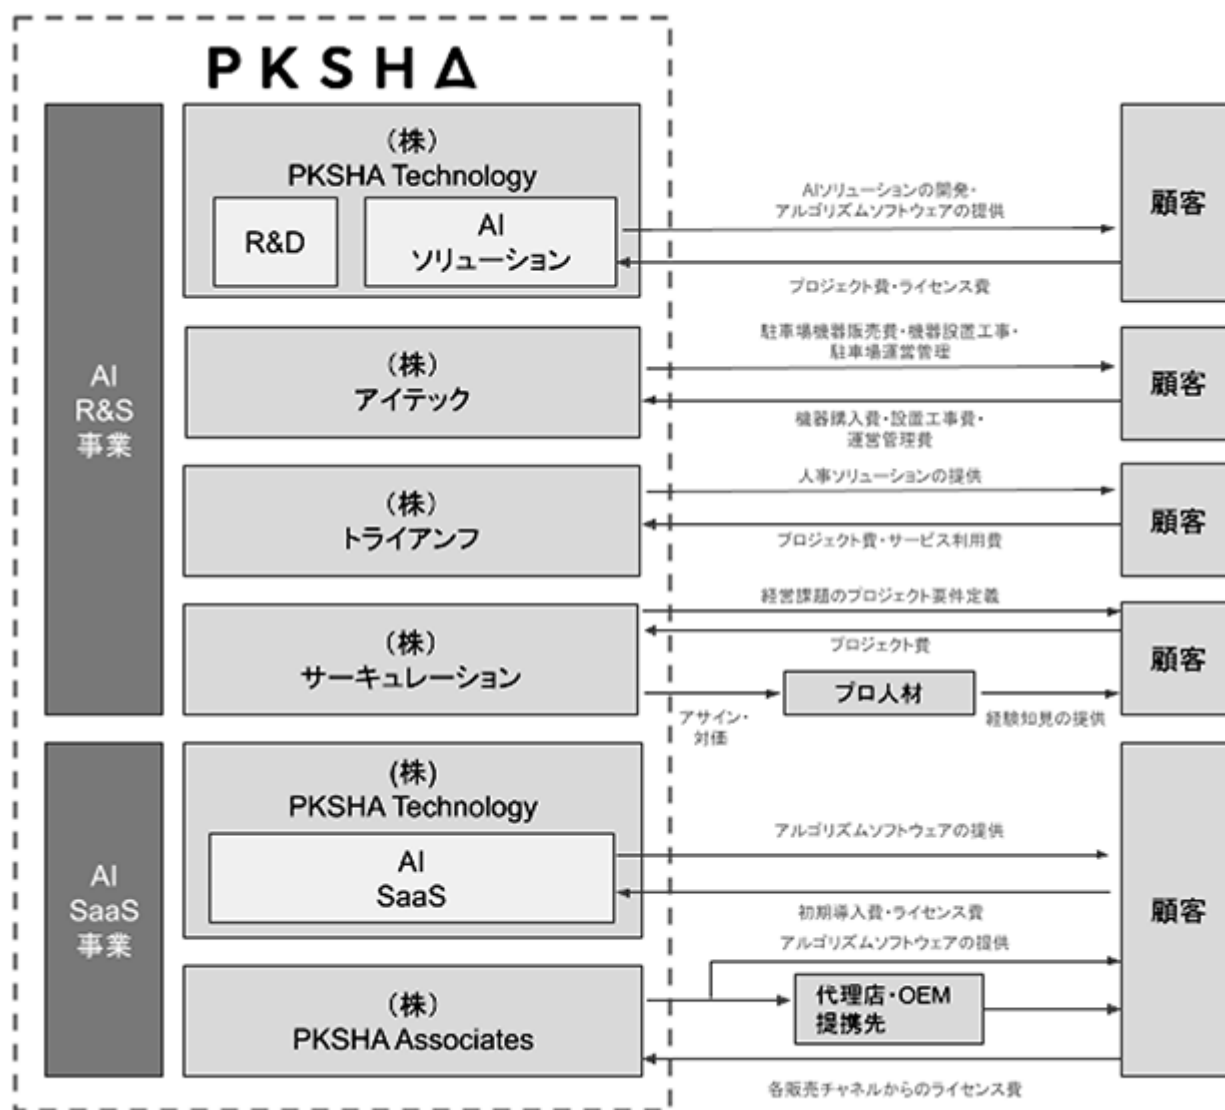 PKSHA
AI
R&S
事業
(株)
PKSHA Technology
R&D
AI
ソリューション
AIソリューションの開発・
アルゴリズムソフトウェアの提供
プロジェクト費・ライセンス費
顧客
(株)
アイテック
駐車場機器販売費・機器設置工事・
駐車場運営管理
機器購入費・設置工事費・
運営管理費
顧客
(株)
トライアンフ
人事ソリューションの提供
プロジェクト費・サービス利用費
顧客
(株)
サーキュレーション
経営課題のプロジェクト要件定義
プロジェクト費
アサイン・
対価
プロ人材
経験知見の提供
顧客
AI
SaaS
事業
(株)
PKSHA Technology
AI
SaaS
アルゴリズムソフトウェアの提供
初期導入費・ライセンス費
顧客
(株)
PKSHA Associates
アルゴリズムソフトウェアの提供
代理店・OEM
提携先
各販売チャネルからのライセンス費